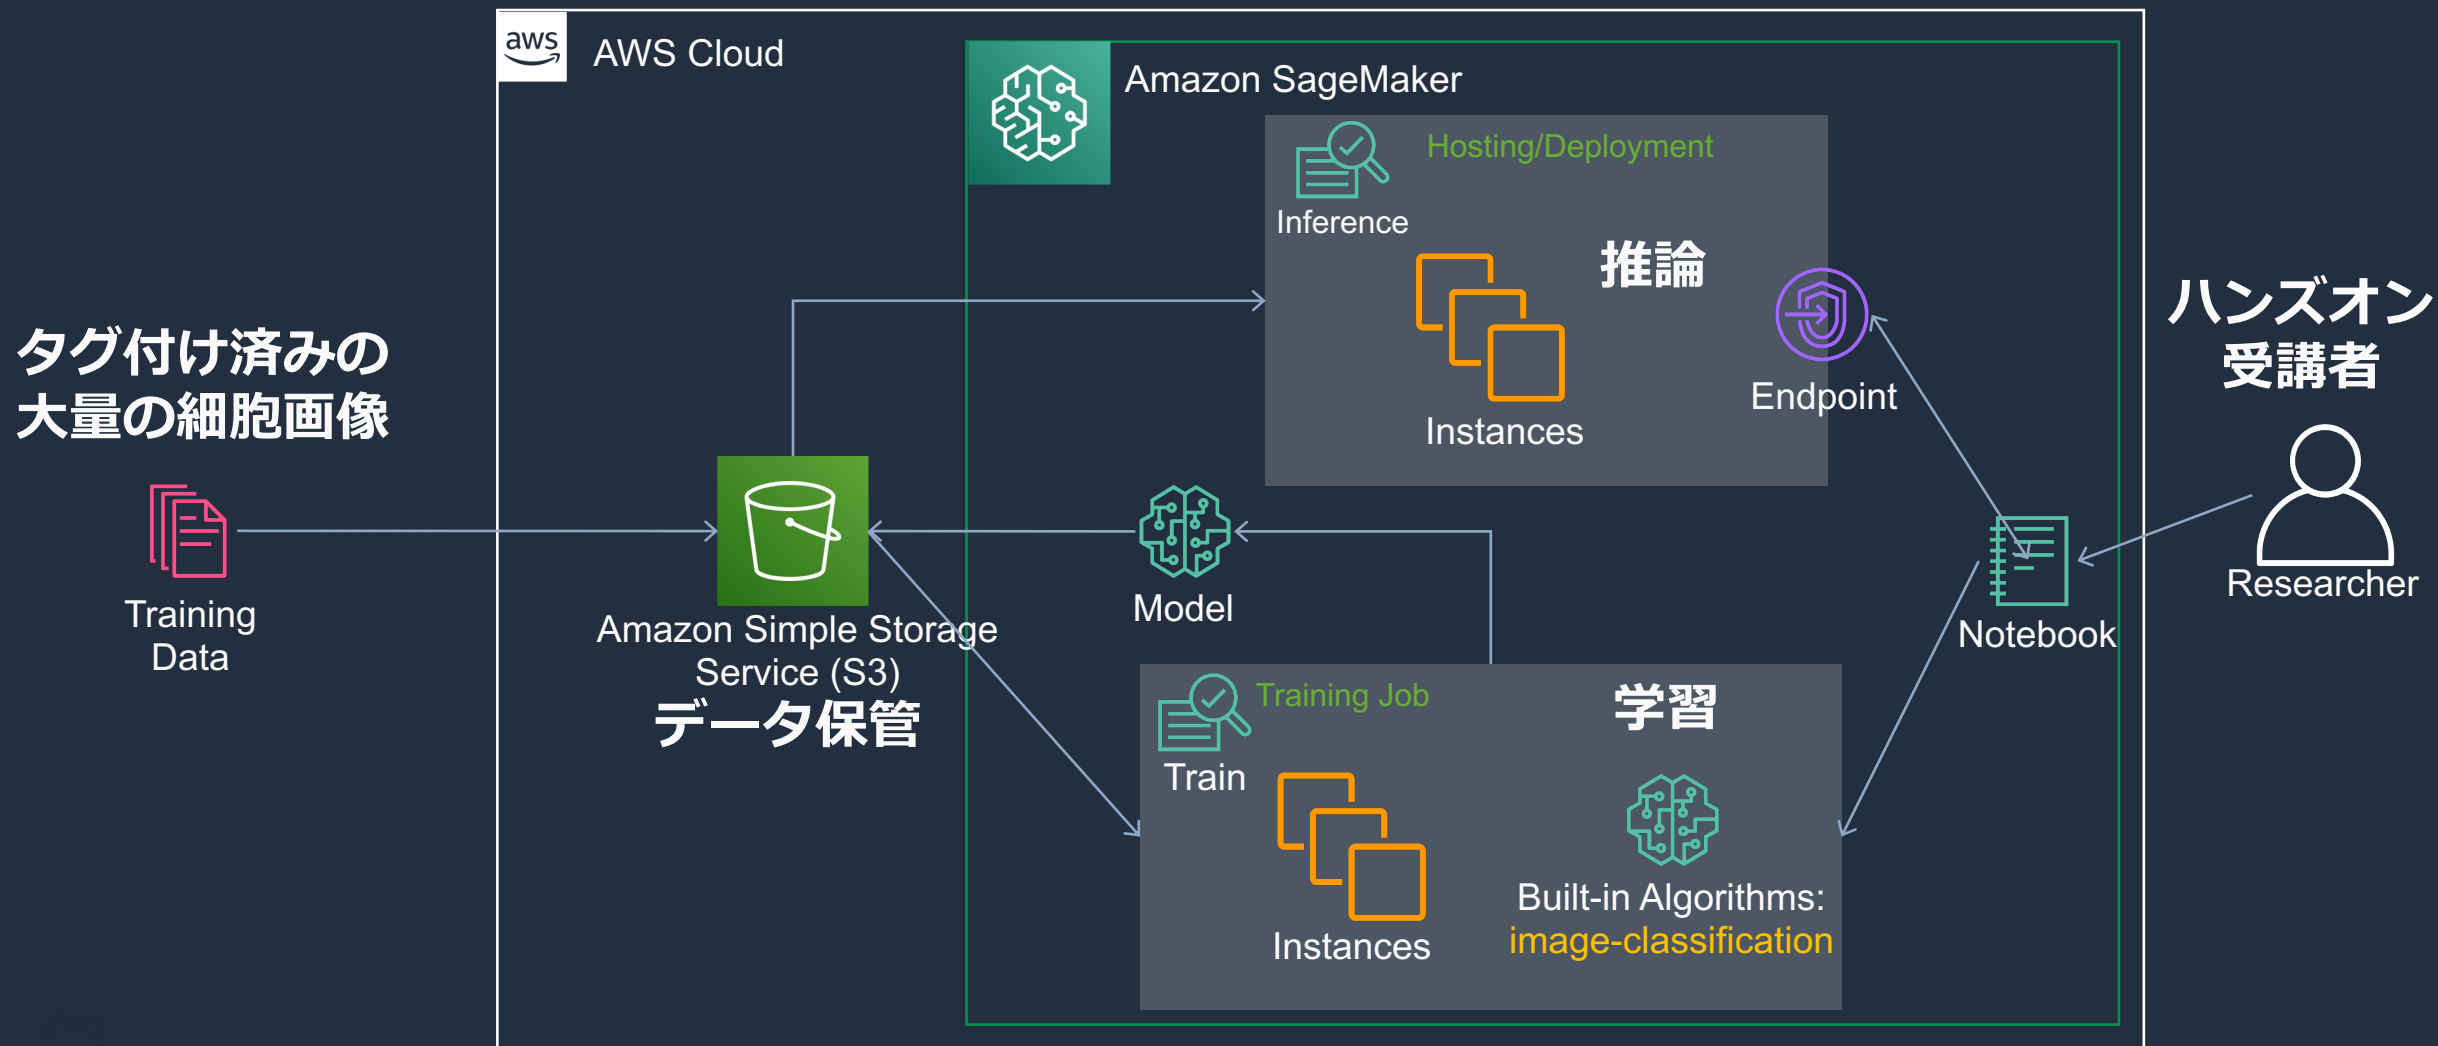 aws
AWS Cloud
Amazon SageMaker
Hosting/Deployment
Inference
推論
Instances
Endpoint
ハンズオン
受講者
Researcher
タグ付け済みの
大量の細胞画像
Training
Data
Amazon Simple Storage
Service (S3)
データ保管
Model
Notebook
Training Job
学習
Train
Instances
Built-in Algorithms:
image-classification